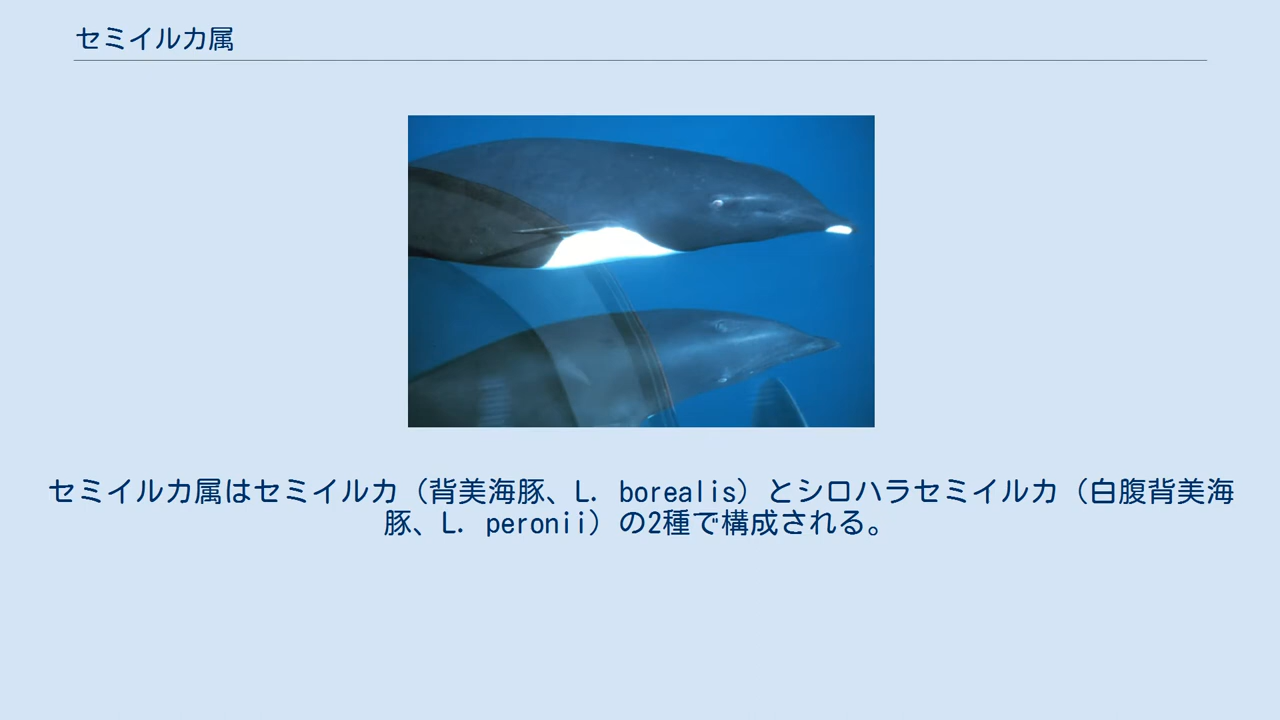 セミイルカ属
セミイルカ属はセミイルカ（背美海豚、L. borealis）とシロハラセミイルカ（白腹背美海
豚、L. peronii）の2種で構成される。